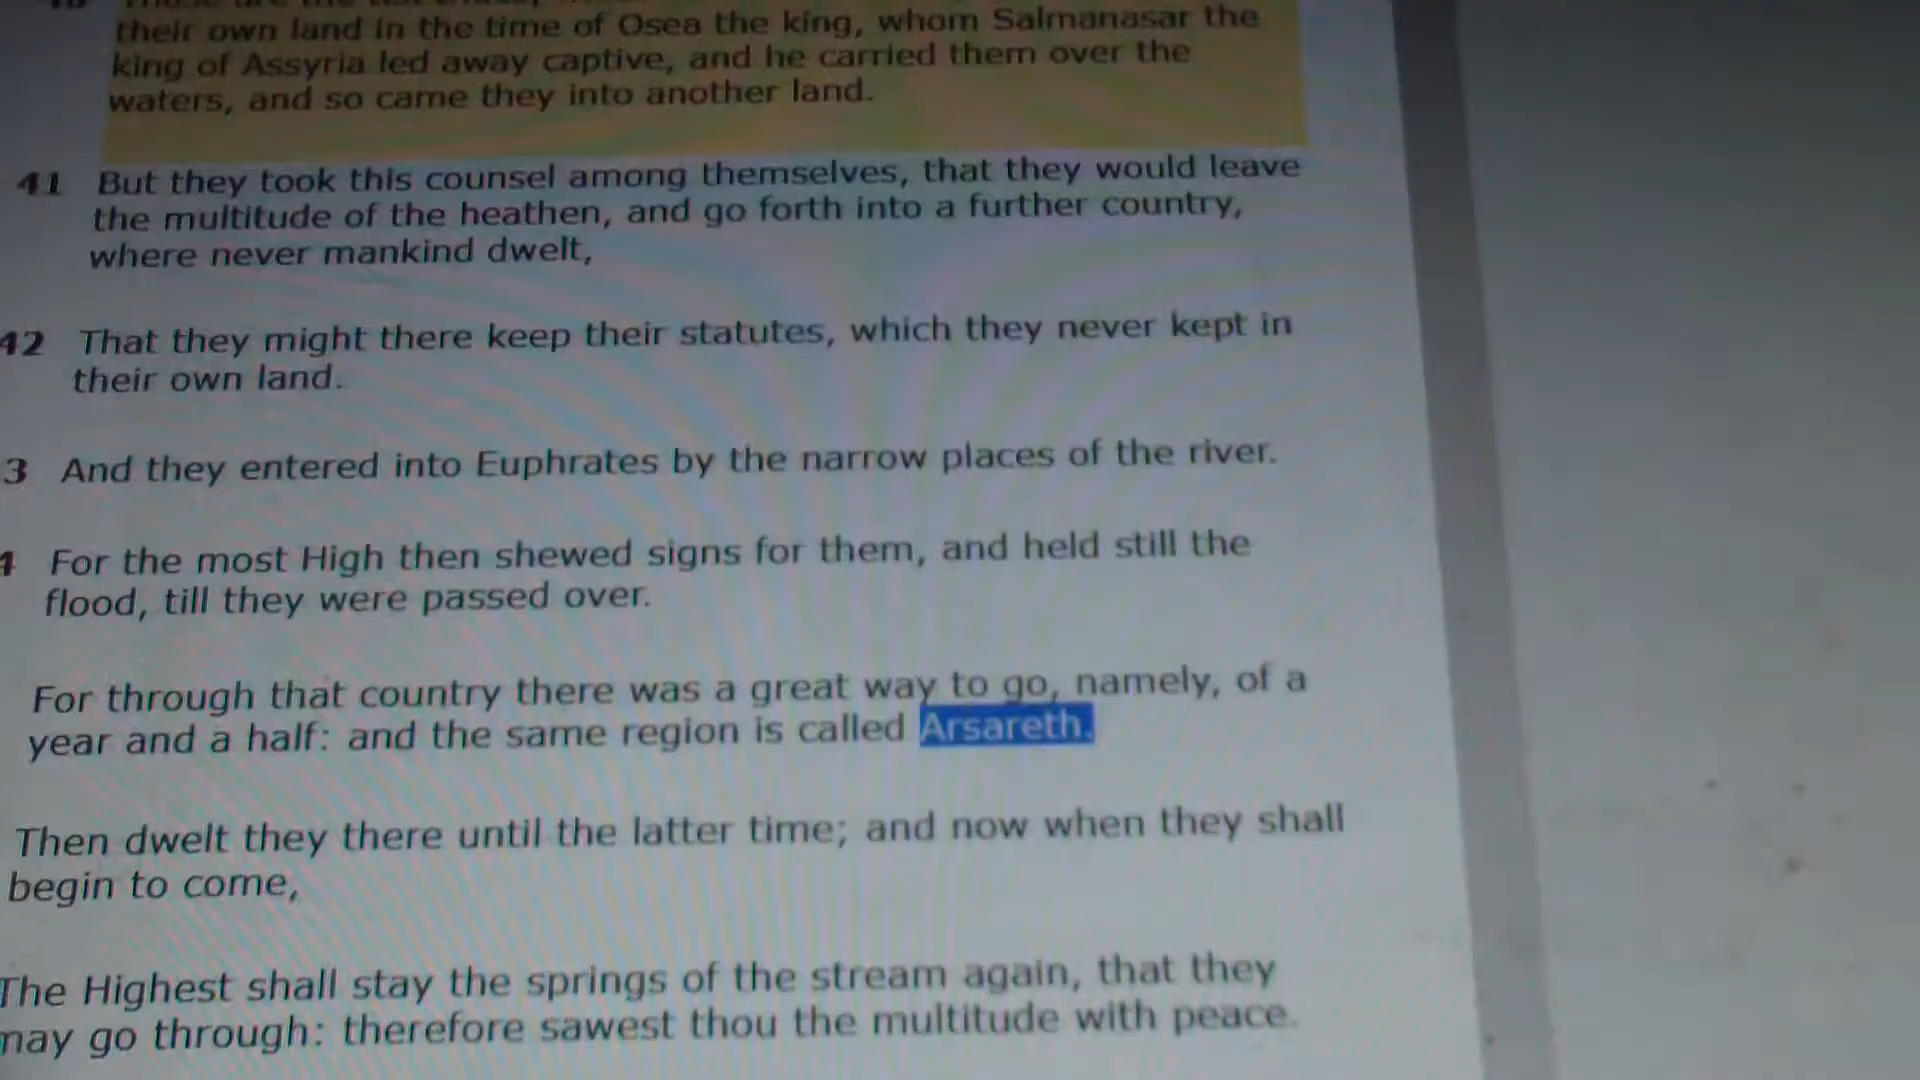 their own land in the time of Osea the king, whom Salmanasar the
king of Assyria led away captive, and he carried them over the
waters, and so came they into another land.
41 But they took this counsel among themselves, that they would leave
the multitude of the heathen, and go forth into a further country,
where never mankind dwelt,
42 That they might there keep their statutes, which they never kept in
their own land.
3 And they entered into Euphrates by the narrow places of the river.
For the most High then shewed signs for them, and held still the
flood, till they were passed over.
For through that country there was a great way to go, namely, of a
year and a half: and the same region is called Arsareth.
Then dwelt they there until the latter time; and now when they shall
begin to come,
The Highest shall stay the springs of the stream again, that they
may go through: therefore sawest thou the multitude with peace.